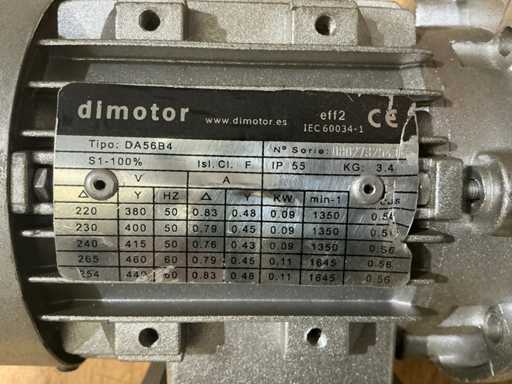 dimotor www.dimotor.es eff2 CE
IEC 60034-1
Tipo: DA56B4 Nº Serie:
S1-100% Isl. Cl. F IP 55 KG: 3,4
V A
△ Y HZ △ Y KW min-1
220 380 50 0.83 0.48 0.09 1350 0.56
230 400 50 0.79 0.45 0.09 1350 0.56
240 415 50 0.76 0.43 0.09 1350 0.56
265 460 60 0.79 0.45 0.11 1645 0.56
254 440 60 0.83 0.48 0.11 1645 0.56